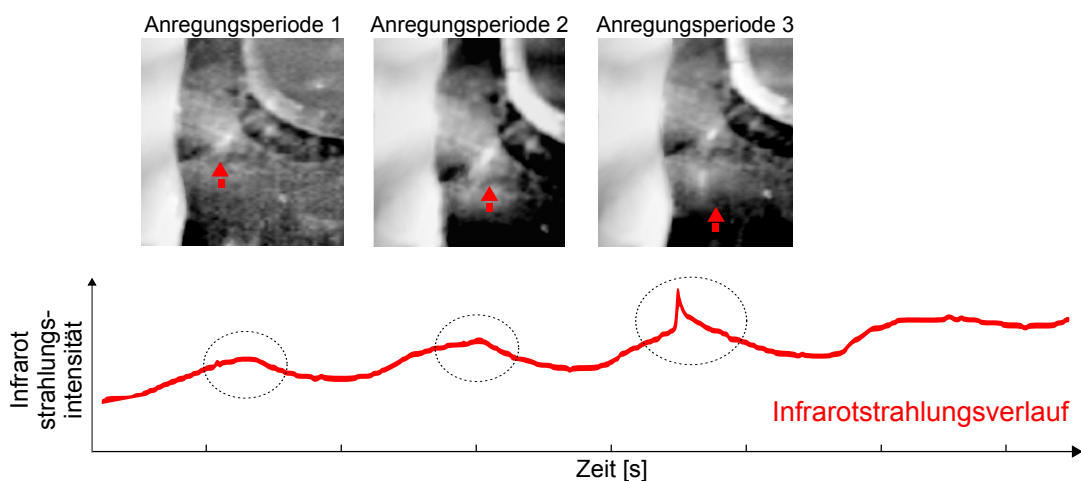 Anregungsperiode 1
Anregungsperiode 2
Anregungsperiode 3
Infrarot
strahlungs-
intensität
Infrarotstrahlungsverlauf
Zeit [s]